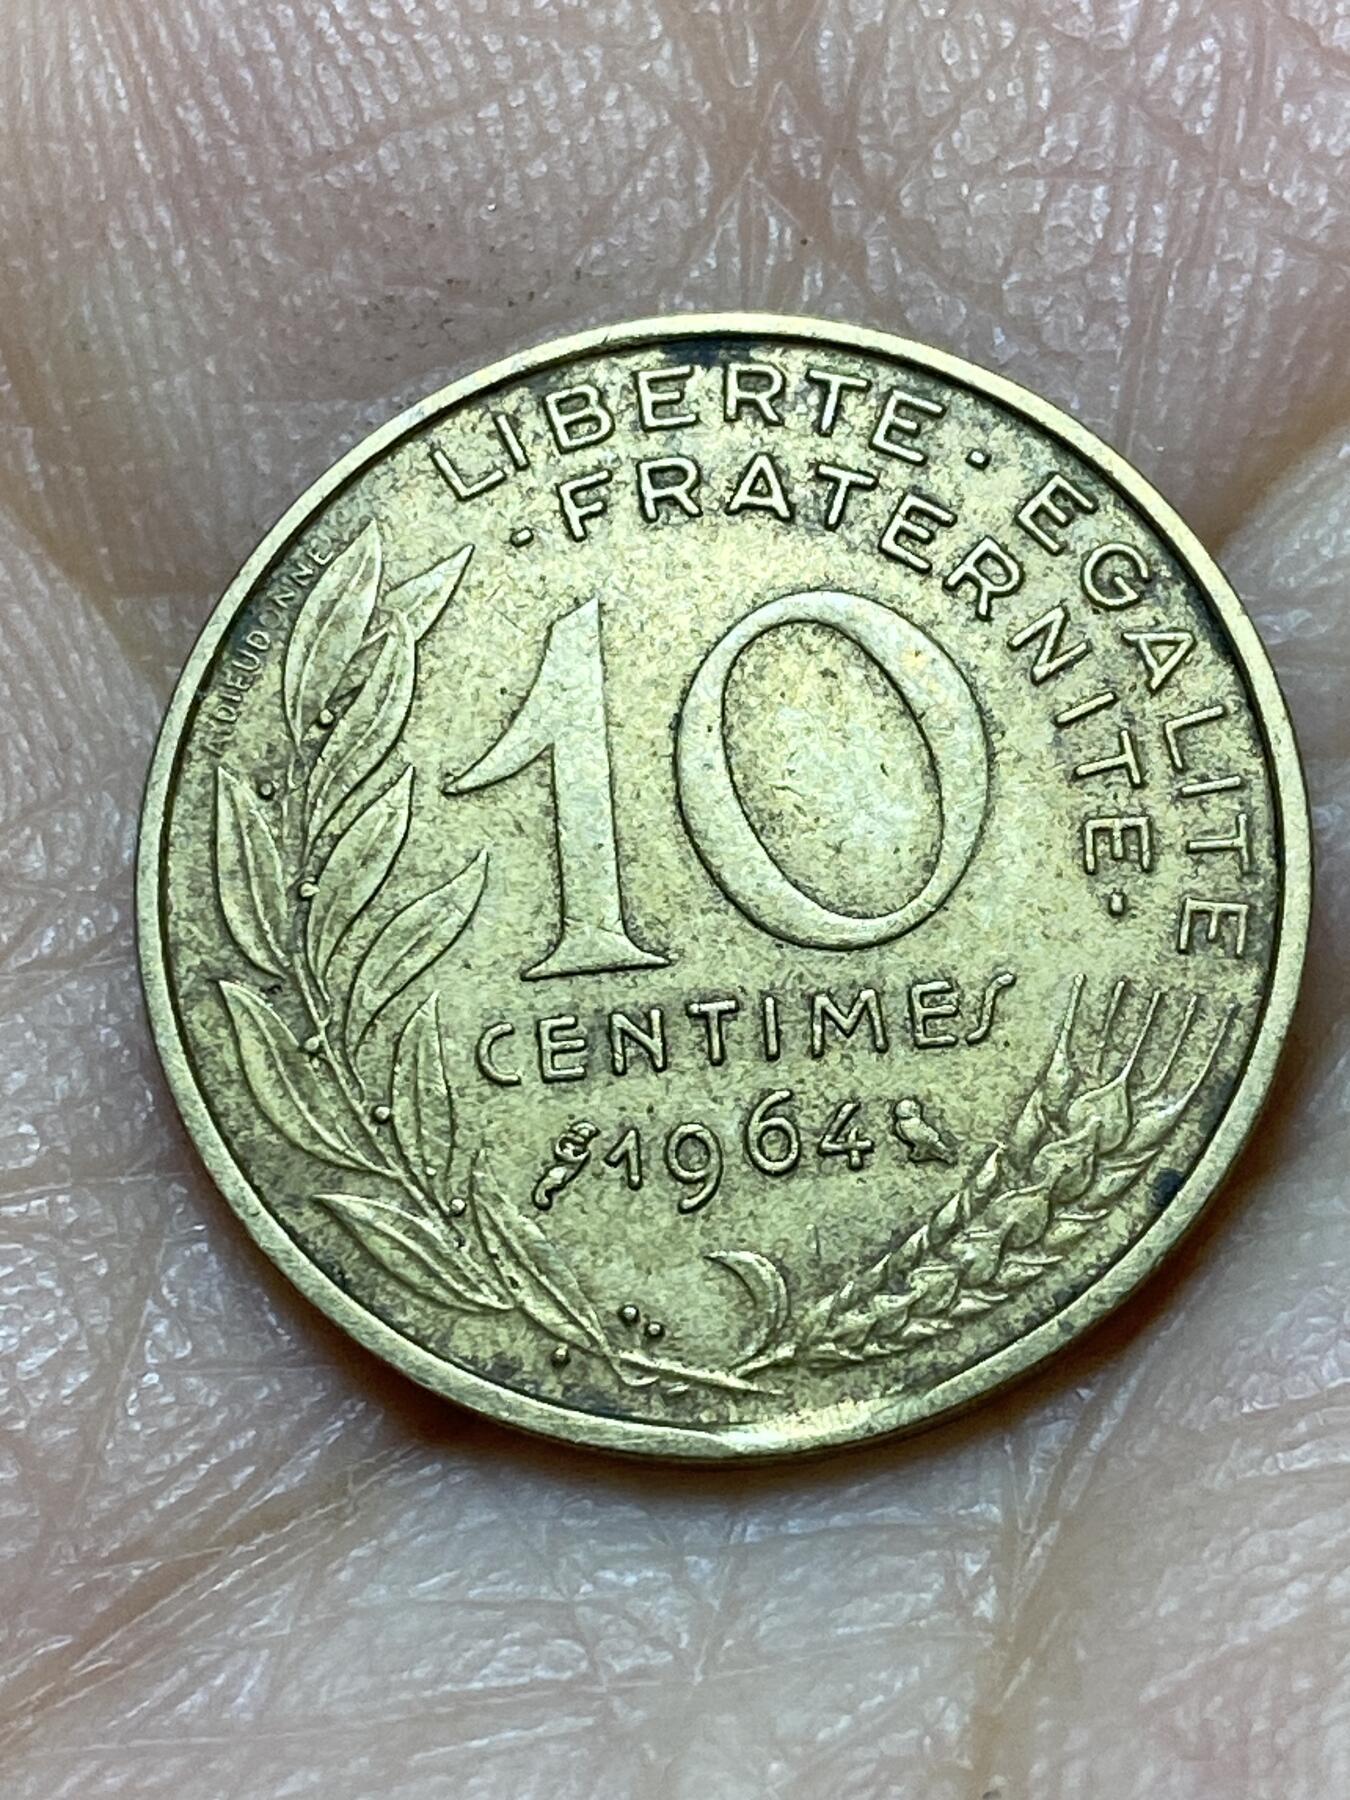 LIBERTE · EGALITE
· FRATERNITE ·
A.DIEUDONNE
10
CENTIMES
1964